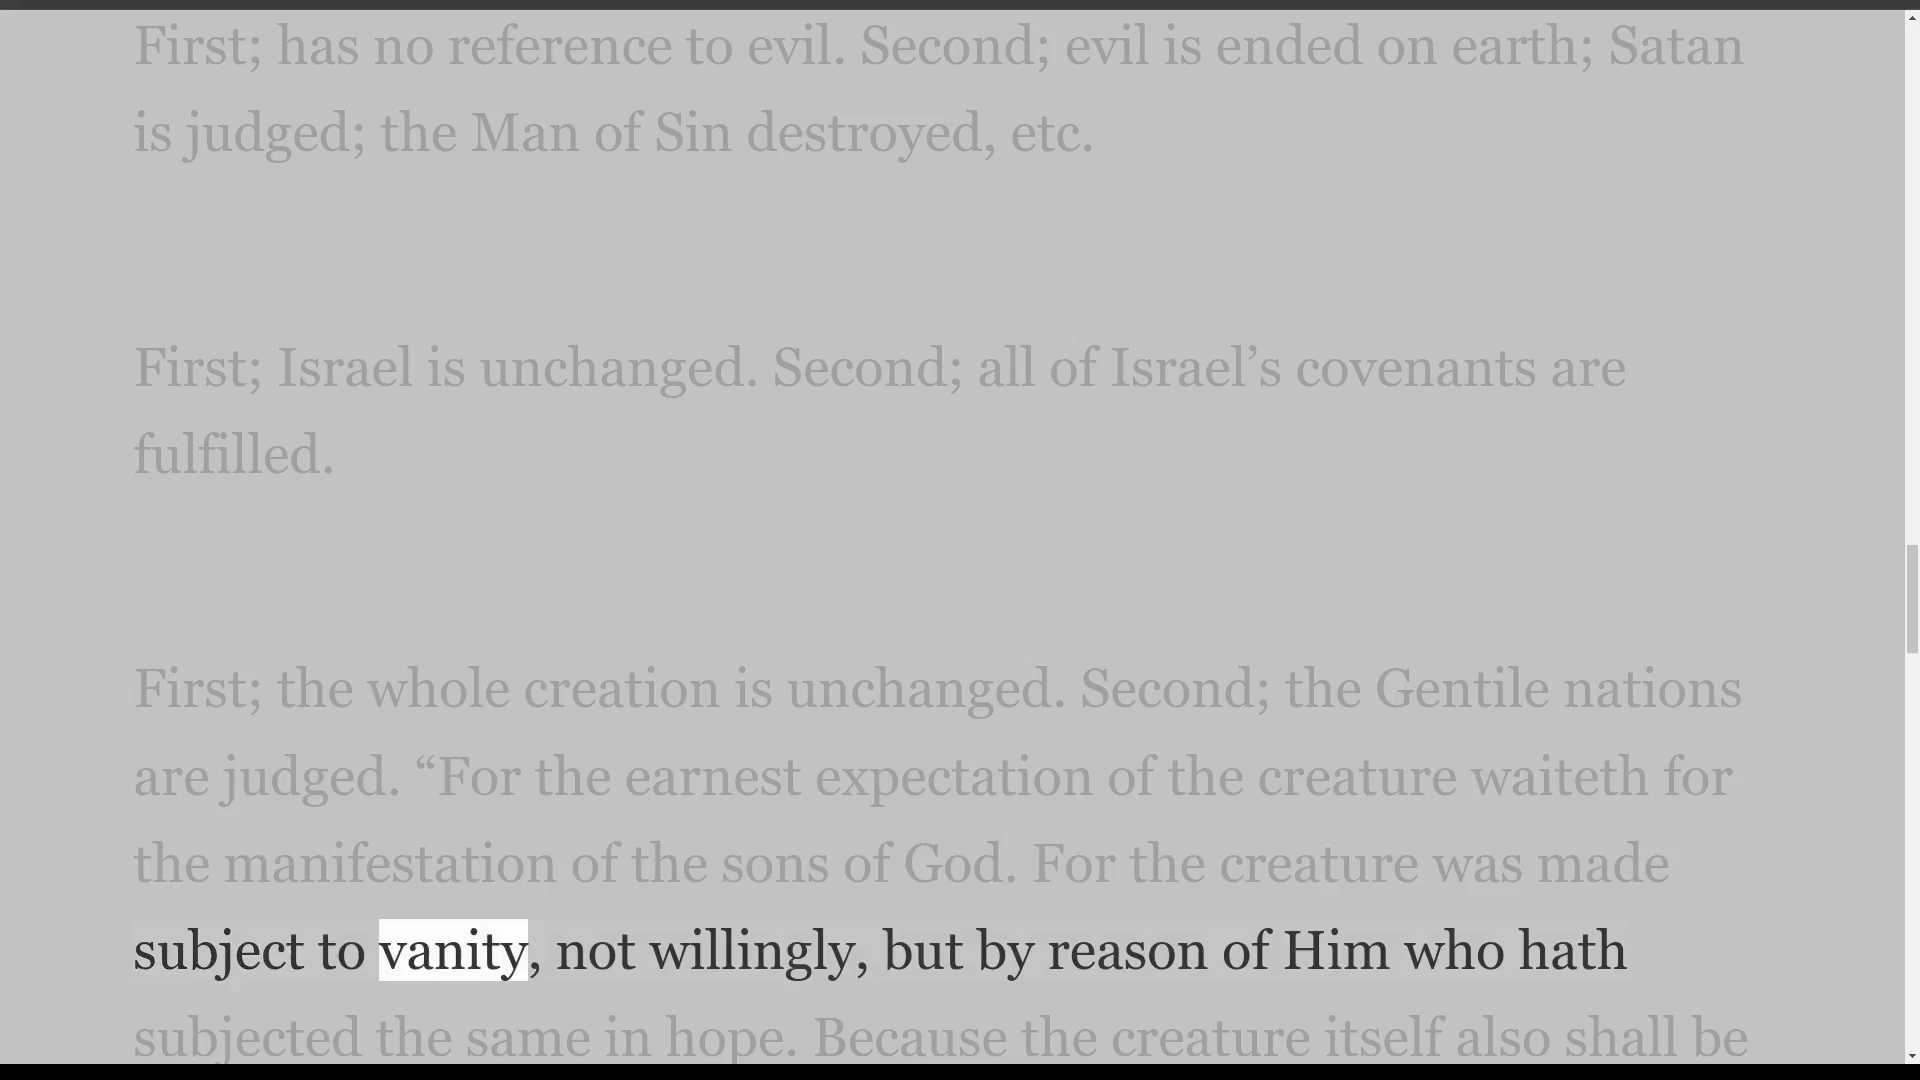 First; has no reference to evil. Second; evil is ended on earth; Satan
is judged; the Man of Sin destroyed, etc.
First; Israel is unchanged. Second; all of Israel’s covenants are
fulfilled.
First; the whole creation is unchanged. Second; the Gentile nations
are judged. “For the earnest expectation of the creature waiteth for
the manifestation of the sons of God. For the creature was made
subject to vanity, not willingly, but by reason of Him who hath
subjected the same in hope. Because the creature itself also shall be